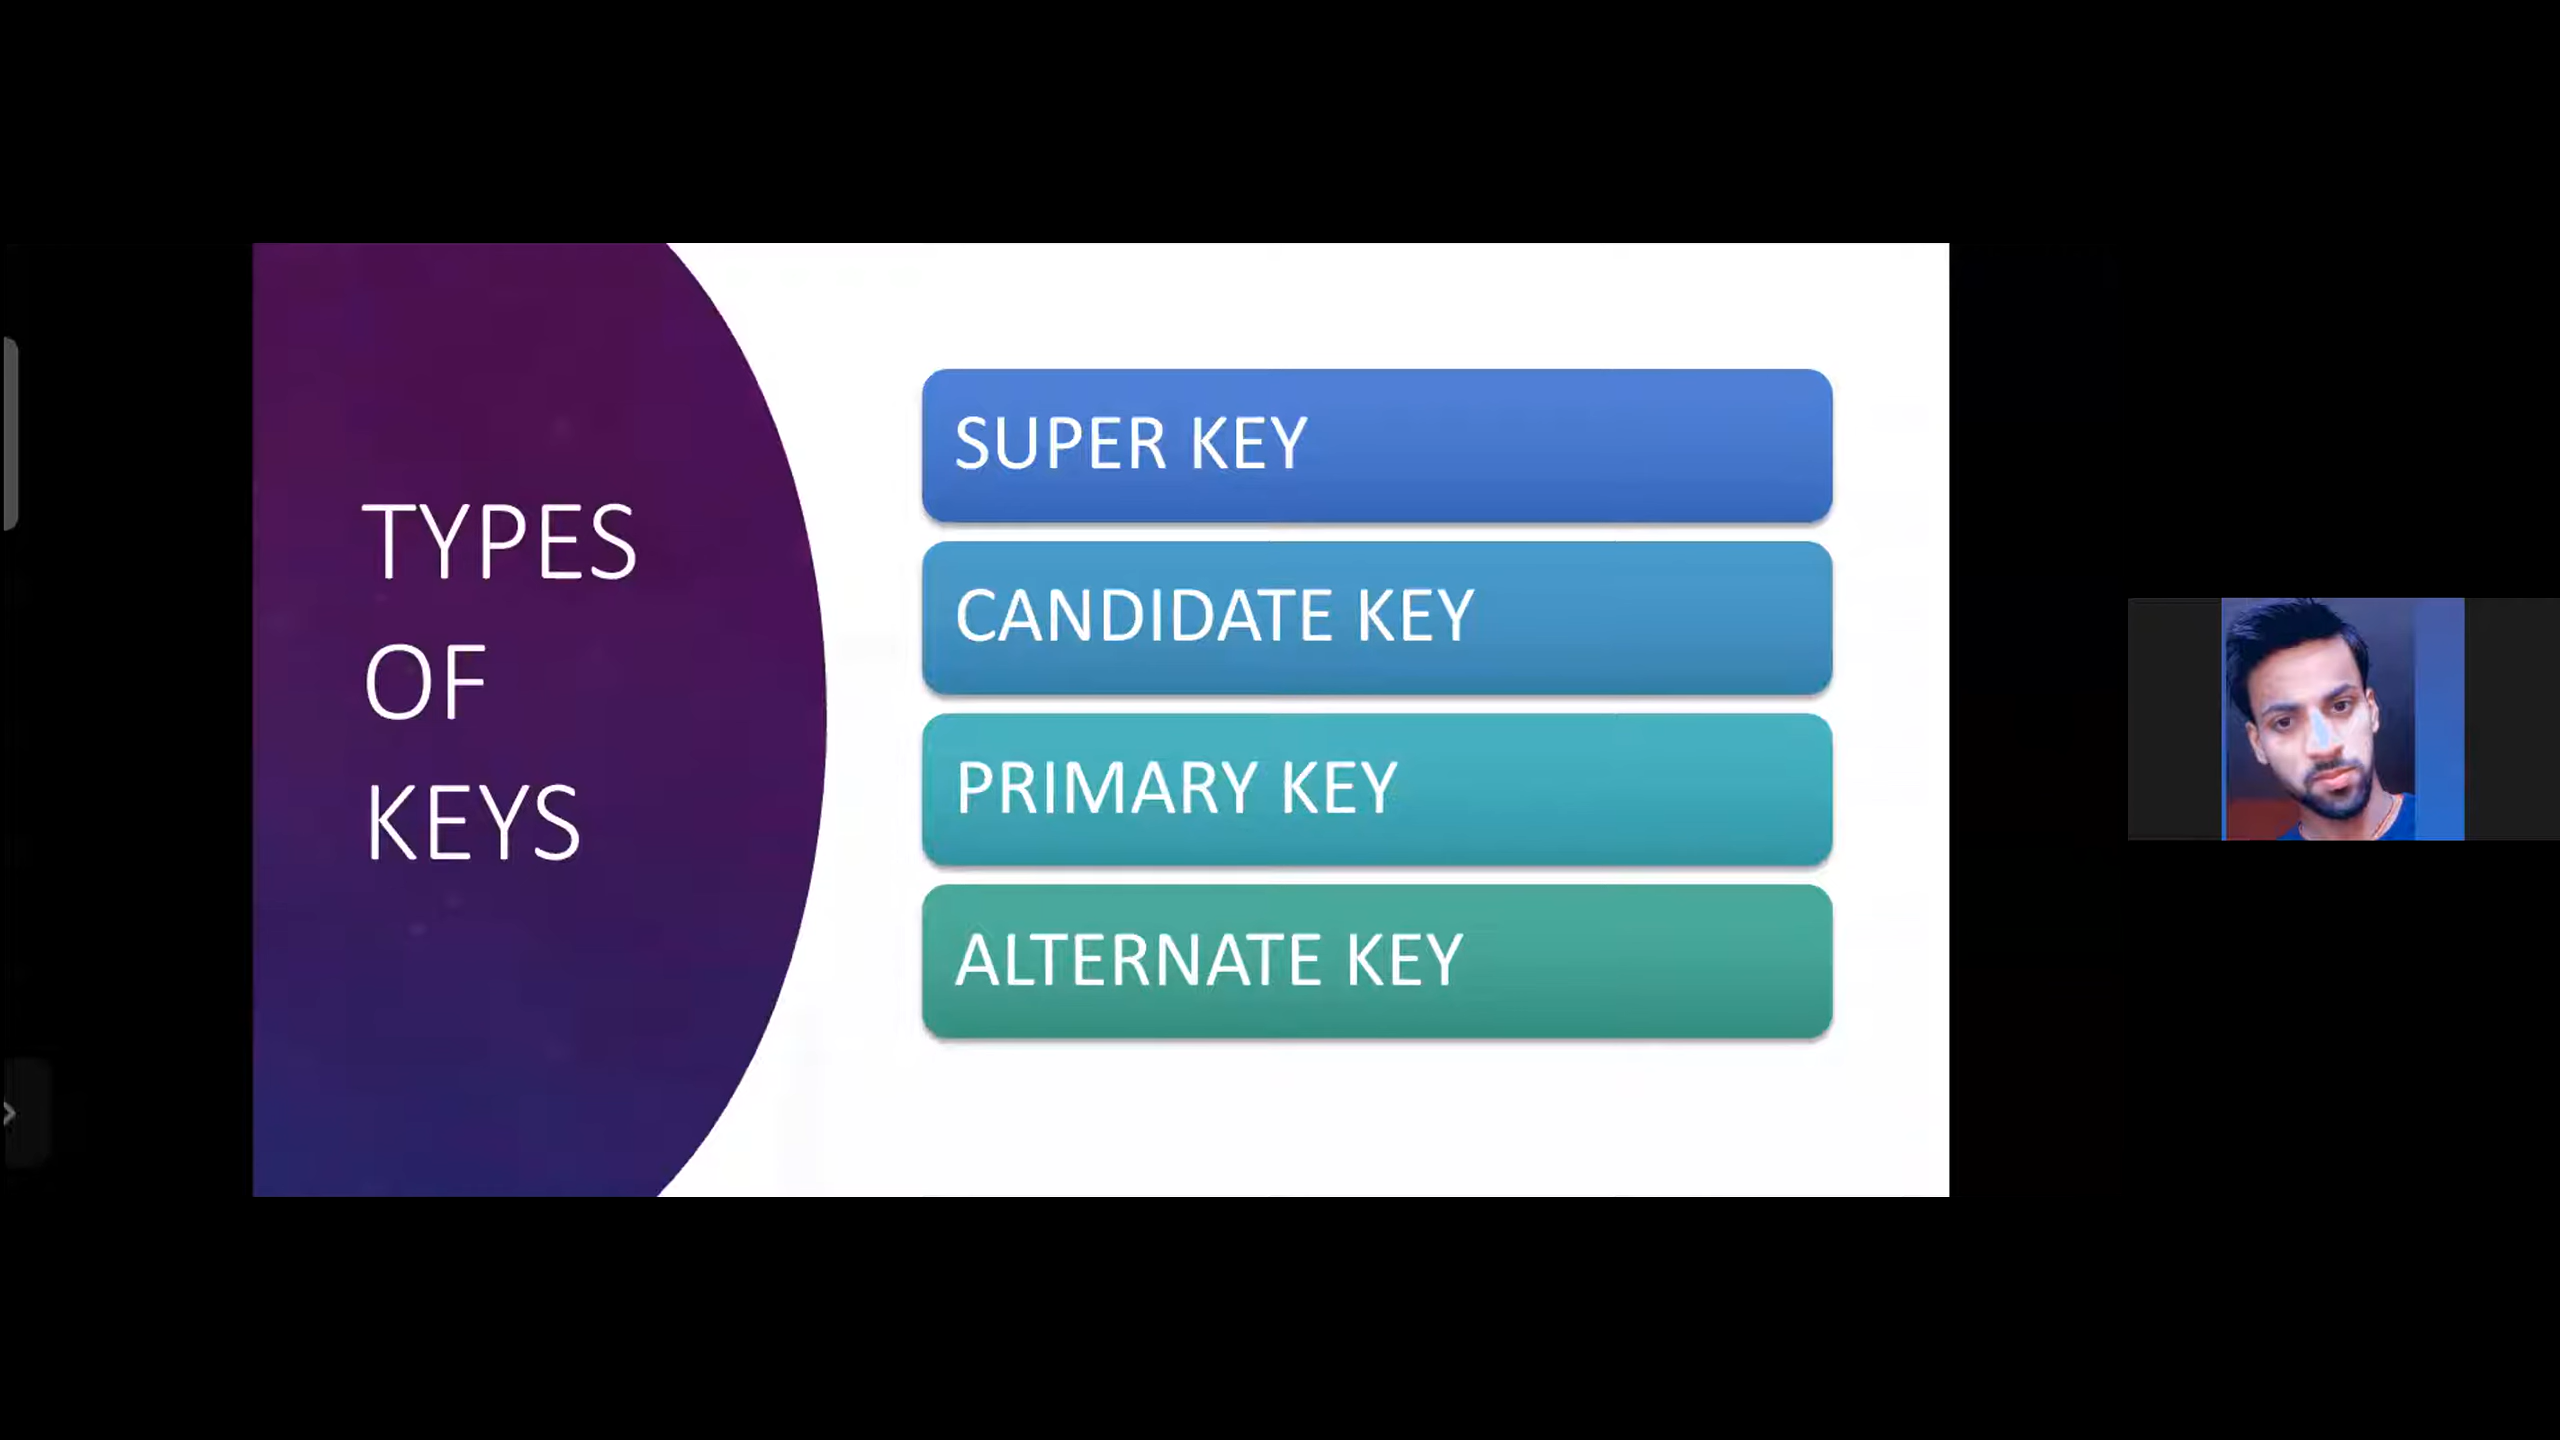 TYPES
OF
KEYS
SUPER KEY
CANDIDATE KEY
PRIMARY KEY
ALTERNATE KEY